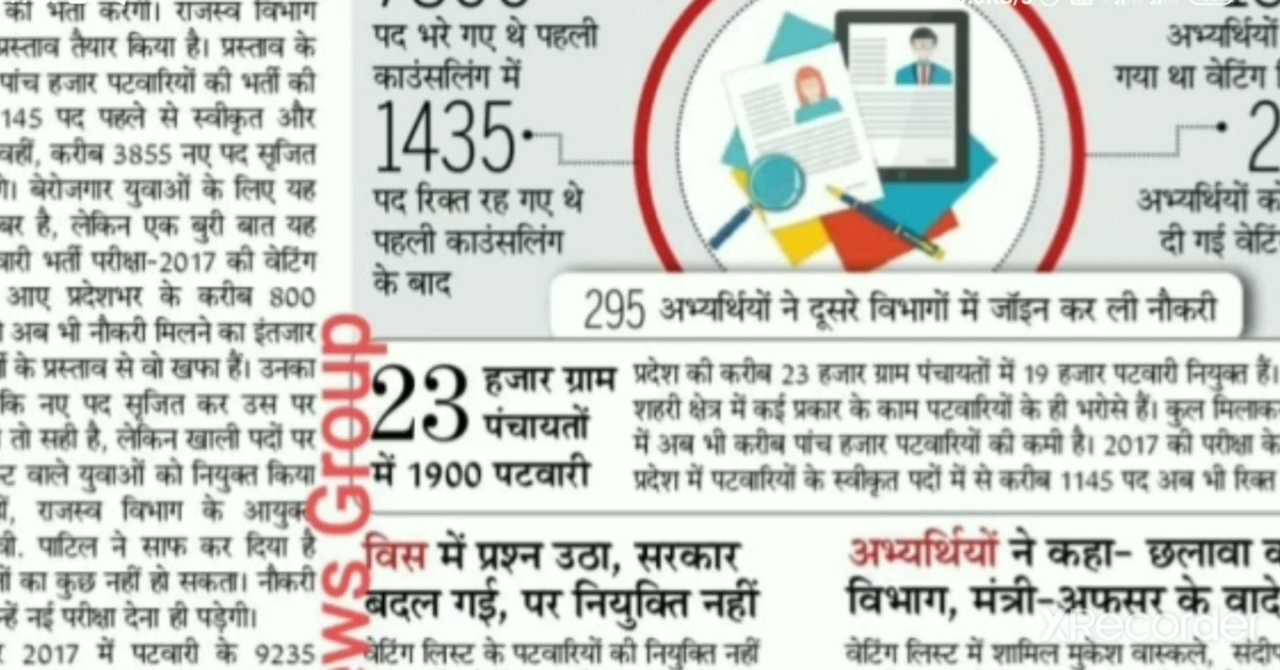 की भर्ती करेगी। राजस्व विभाग
प्रस्ताव तैयार किया है। प्रस्ताव के
पांच हजार पटवारियों की भर्ती की
145 पद पहले से स्वीकृत और
वहीं, करीब 3855 नए पद सृजित
बेरोजगार युवाओं के लिए यह
है, लेकिन एक बुरी बात यह
भर्ती परीक्षा-2017 की वेटिंग
आए प्रदेशभर के करीब 800
अब भी नौकरी मिलने का इंतजार
के प्रस्ताव से वो खफा हैं। उनका
कि नए पद सृजित कर उस पर
तो सही है, लेकिन खाली पदों पर
वाले युवाओं को नियुक्त किया
राजस्व विभाग के आयुक्त
पाटिल ने साफ कर दिया है
का कुछ नहीं हो सकता। नौकरी
नई परीक्षा देना ही पड़ेगी।
2017 में पटवारी के 9235
पद भरे गए थे पहली
काउंसलिंग में
1435
पद रिक्त रह गए थे
पहली काउंसलिंग
के बाद
अभ्यर्थियों
गया था वेटिंग
2
अभ्यर्थियों
दी गई
295 अभ्यर्थियों ने दूसरे विभागों में जॉइन कर ली नौकरी
23 हजार ग्राम
पंचायतों
में 1900 पटवारी
प्रदेश की करीब 23 हजार ग्राम पंचायतों में 19 हजार पटवारी नियुक्त हैं।
शहरी क्षेत्र में कई प्रकार के काम पटवारियों के ही भरोसे हैं। कुल
में अब भी करीब पांच हजार पटवारियों की कमी है। 2017 की परीक्षा के
प्रदेश में पटवारियों के स्वीकृत पदों में से करीब 1145 पद अब भी रिक्त
विस में प्रश्न उठा, सरकार
बदल गई, पर नियुक्ति नहीं
वेटिंग लिस्ट के पटवारियों की नियुक्ति नहीं
अभ्यर्थियों ने कहा- छलावा
विभाग, मंत्री-अफसर के वादे
वेटिंग लिस्ट में शामिल मुकेश वास्कले,
ws Group
XRecorder